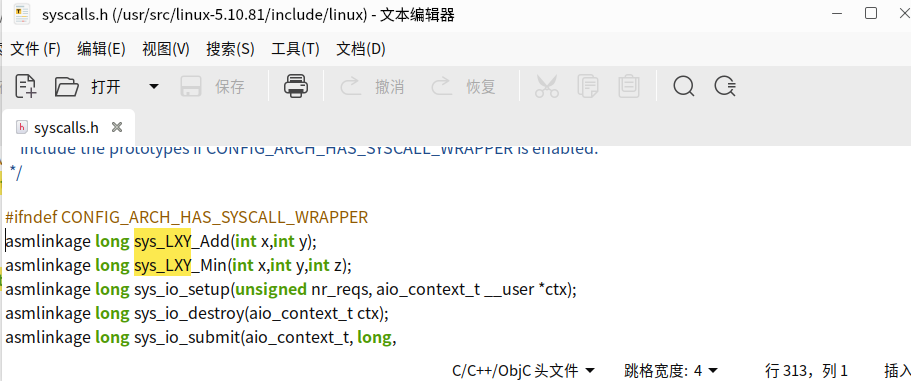 syscalls.h (/usr/src/linux-5.10.81/include/linux) - 文本编辑器
文件 (F) 编辑(E) 视图(V) 搜索(S) 工具(T) 文档(D)
打开 保存 撤消 恢复
syscalls.h
include the prototypes if CONFIG_ARCH_HAS_SYSCALL_WRAPPER is enabled.
*/
#ifndef CONFIG_ARCH_HAS_SYSCALL_WRAPPER
asmlinkage long sys_LXY_Add(int x,int y);
asmlinkage long sys_LXY_Min(int x,int y,int z);
asmlinkage long sys_io_setup(unsigned nr_reqs, aio_context_t __user *ctx);
asmlinkage long sys_io_destroy(aio_context_t ctx);
asmlinkage long sys_io_submit(aio_context_t, long,
C/C++/ObjC 头文件 跳格宽度: 4 行 313，列 1 插入